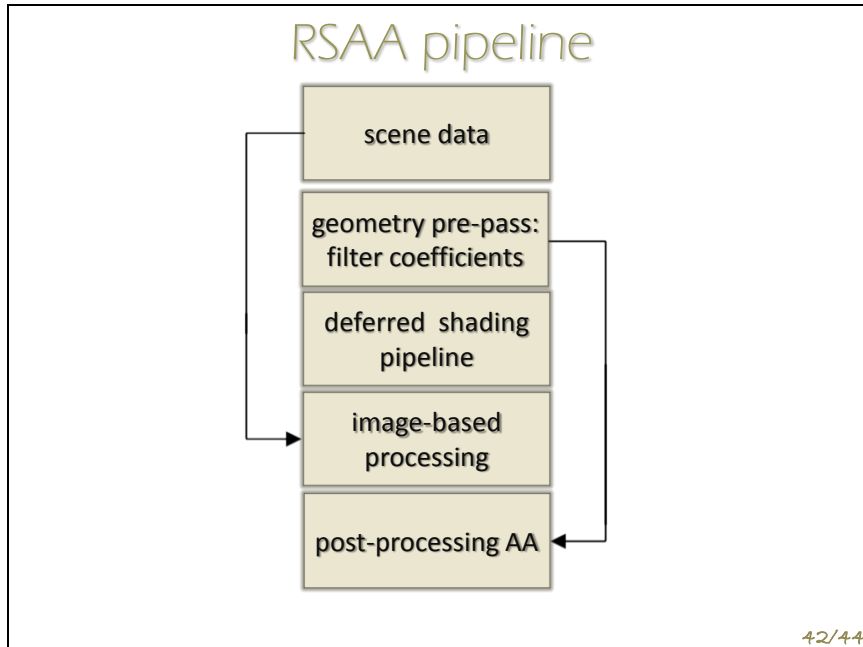 RSAA pipeline
scene data
geometry pre-pass:
filter coefficients
deferred shading
pipeline
image-based
processing
post-processing AA
42/44